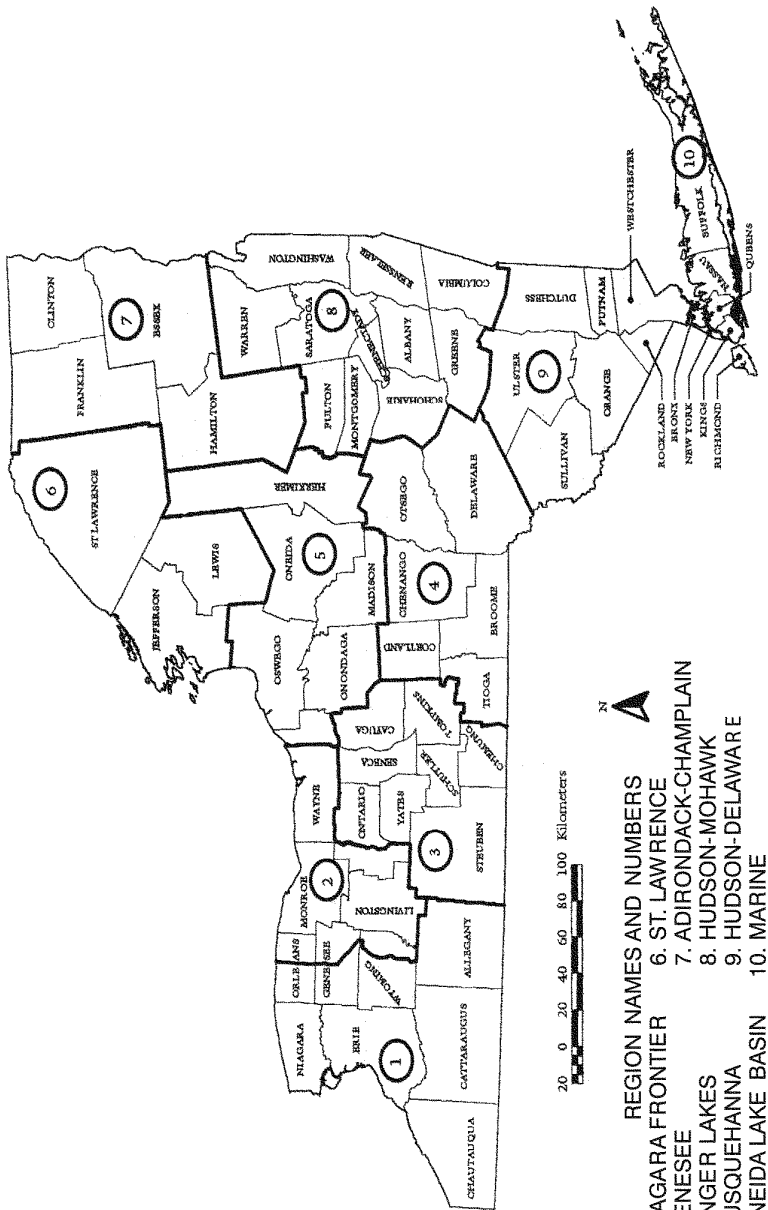 CLINTON
FRANKLIN
7
ESSEX
6
ST LAWRENCE
HAMILTON
WARREN
WASHINGTON
JEFFERSON
LEWIS
HERKIMER
FULTON
SARATOGA
8
MONTGOMERY
SCHENECTADY
RENSSELAER
OSWEGO
ONEIDA
5
ONONDAGA
MADISON
OTSEGO
SCHOHARIE
ALBANY
CHENANGO
4
CORTLAND
DELAWARE
GREENE
COLUMBIA
BROOME
TIOGA
NIAGARA
ORLEANS
MONROE
2
WAYNE
GENESEE
ERIE
1
WYOMING
LIVINGSTON
ONTARIO
SENECA
CAYUGA
YATES
TOMPKINS
SCHUYLER
3
STEUBEN
CHEMUNG
CHAUTAUQUA
CATTARAUGUS
ALLEGANY
ULSTER
9
DUTCHESS
SULLIVAN
ORANGE
PUTNAM
WESTCHESTER
ROCKLAND
BRONX
NEW YORK
KINGS
RICHMOND
NASSAU
SUFFOLK
10
QUEENS
N
20 0 20 40 60 80 100 Kilometers
REGION NAMES AND NUMBERS
AGARA FRONTIER 6. ST. LAWRENCE
ENESEE 7. ADIRONDACK-CHAMPLAIN
NGER LAKES 8. HUDSON-MOHAWK
USQUEHANNA 9. HUDSON-DELAWARE
NEIDA LAKE BASIN 10. MARINE